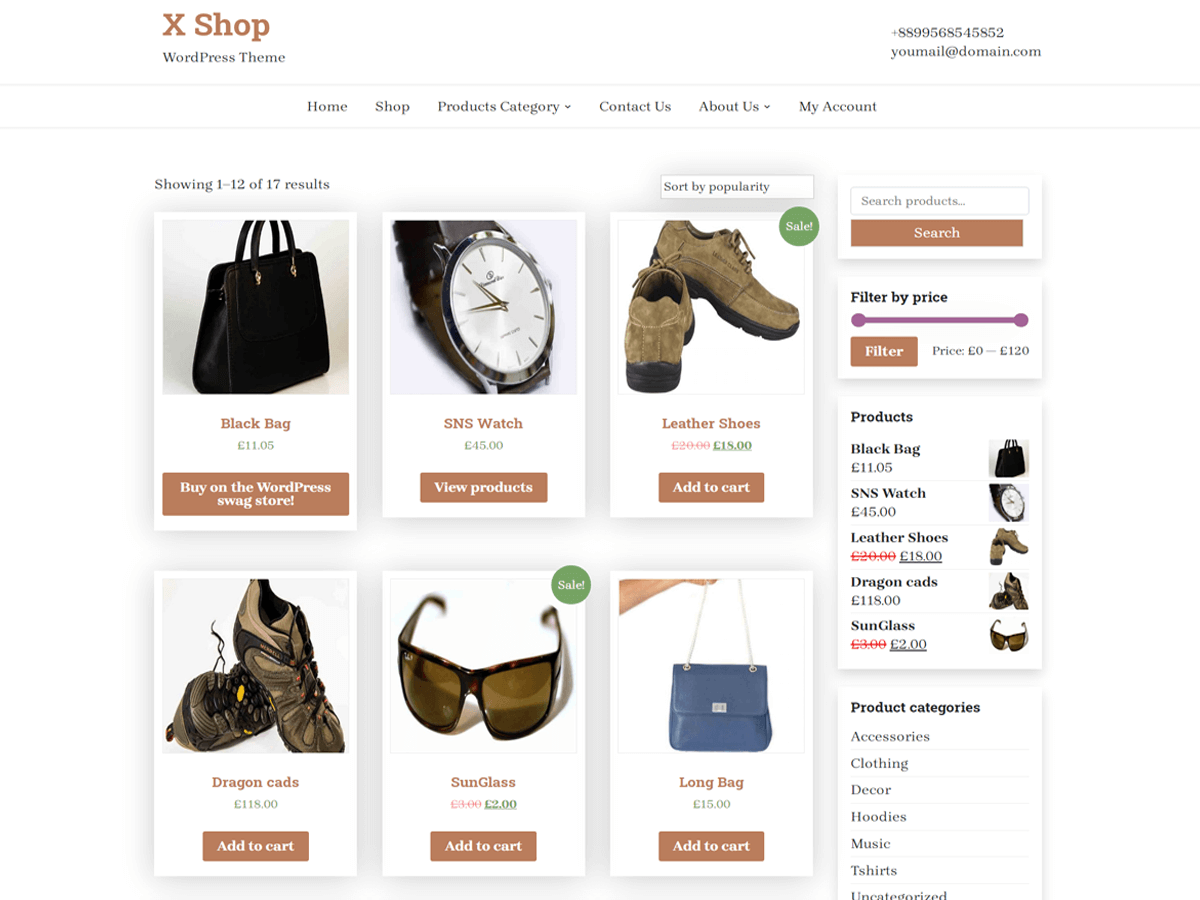 X Shop
WordPress Theme
+8899568545852
youmail@domain.com
Home
Shop
Products Category
Contact Us
About Us
My Account
Showing 1–12 of 17 results
Sort by popularity
Black Bag
£11.05
Buy on the WordPress
swag store!
SNS Watch
£45.00
View products
Sale!
Leather Shoes
£20.00 £18.00
Add to cart
Dragon cads
£118.00
Add to cart
Sale!
SunGlass
£3.00 £2.00
Add to cart
Long Bag
£15.00
Add to cart
Search products…
Search
Filter by price
Filter
Price: £0 — £120
Products
Black Bag
£11.05
SNS Watch
£45.00
Leather Shoes
£20.00 £18.00
Dragon cads
£118.00
SunGlass
£3.00 £2.00
Product categories
Accessories
Clothing
Decor
Hoodies
Music
Tshirts
Uncategorized